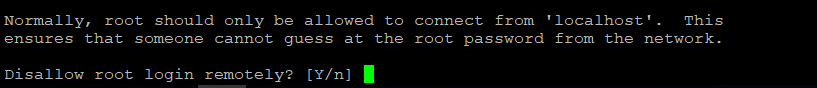 Normally, root should only be allowed to connect from 'localhost'.  This
ensures that someone cannot guess at the root password from the network.
Disallow root login remotely? [Y/n]